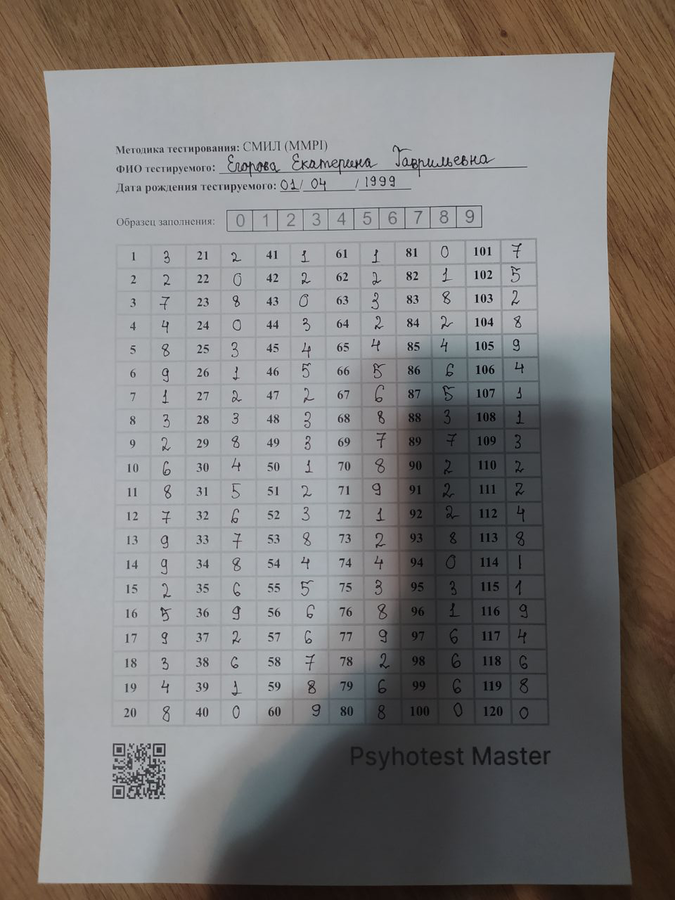 Методика тестирования: СМИЛ (MMPI)
ФИО тестируемого: Егорова Екатерина Гаврильевна
Дата рождения тестируемого: 01/ 04 / 1999
Образец заполнения: 0 1 2 3 4 5 6 7 8 9
1 3 21 2 41 1 61 1 81 0 101 7
2 2 22 0 42 2 62 2 82 1 102 5
3 7 23 8 43 0 63 3 83 8 103 2
4 4 24 0 44 3 64 2 84 2 104 8
5 8 25 3 45 4 65 4 85 4 105 9
6 9 26 1 46 5 66 5 86 6 106 4
7 1 27 2 47 2 67 6 87 5 107 1
8 3 28 3 48 3 68 8 88 3 108 1
9 2 29 8 49 3 69 7 89 7 109 3
10 6 30 4 50 1 70 8 90 2 110 2
11 8 31 5 51 2 71 9 91 2 111 2
12 7 32 6 52 3 72 1 92 2 112 4
13 9 33 7 53 8 73 2 93 8 113 8
14 9 34 8 54 4 74 4 94 0 114 1
15 2 35 6 55 5 75 3 95 3 115 1
16 5 36 9 56 6 76 8 96 1 116 9
17 9 37 2 57 6 77 9 97 6 117 4
18 3 38 6 58 7 78 2 98 6 118 6
19 4 39 1 59 8 79 6 99 6 119 8
20 8 40 0 60 9 80 8 100 0 120 0
Psyhotest Master